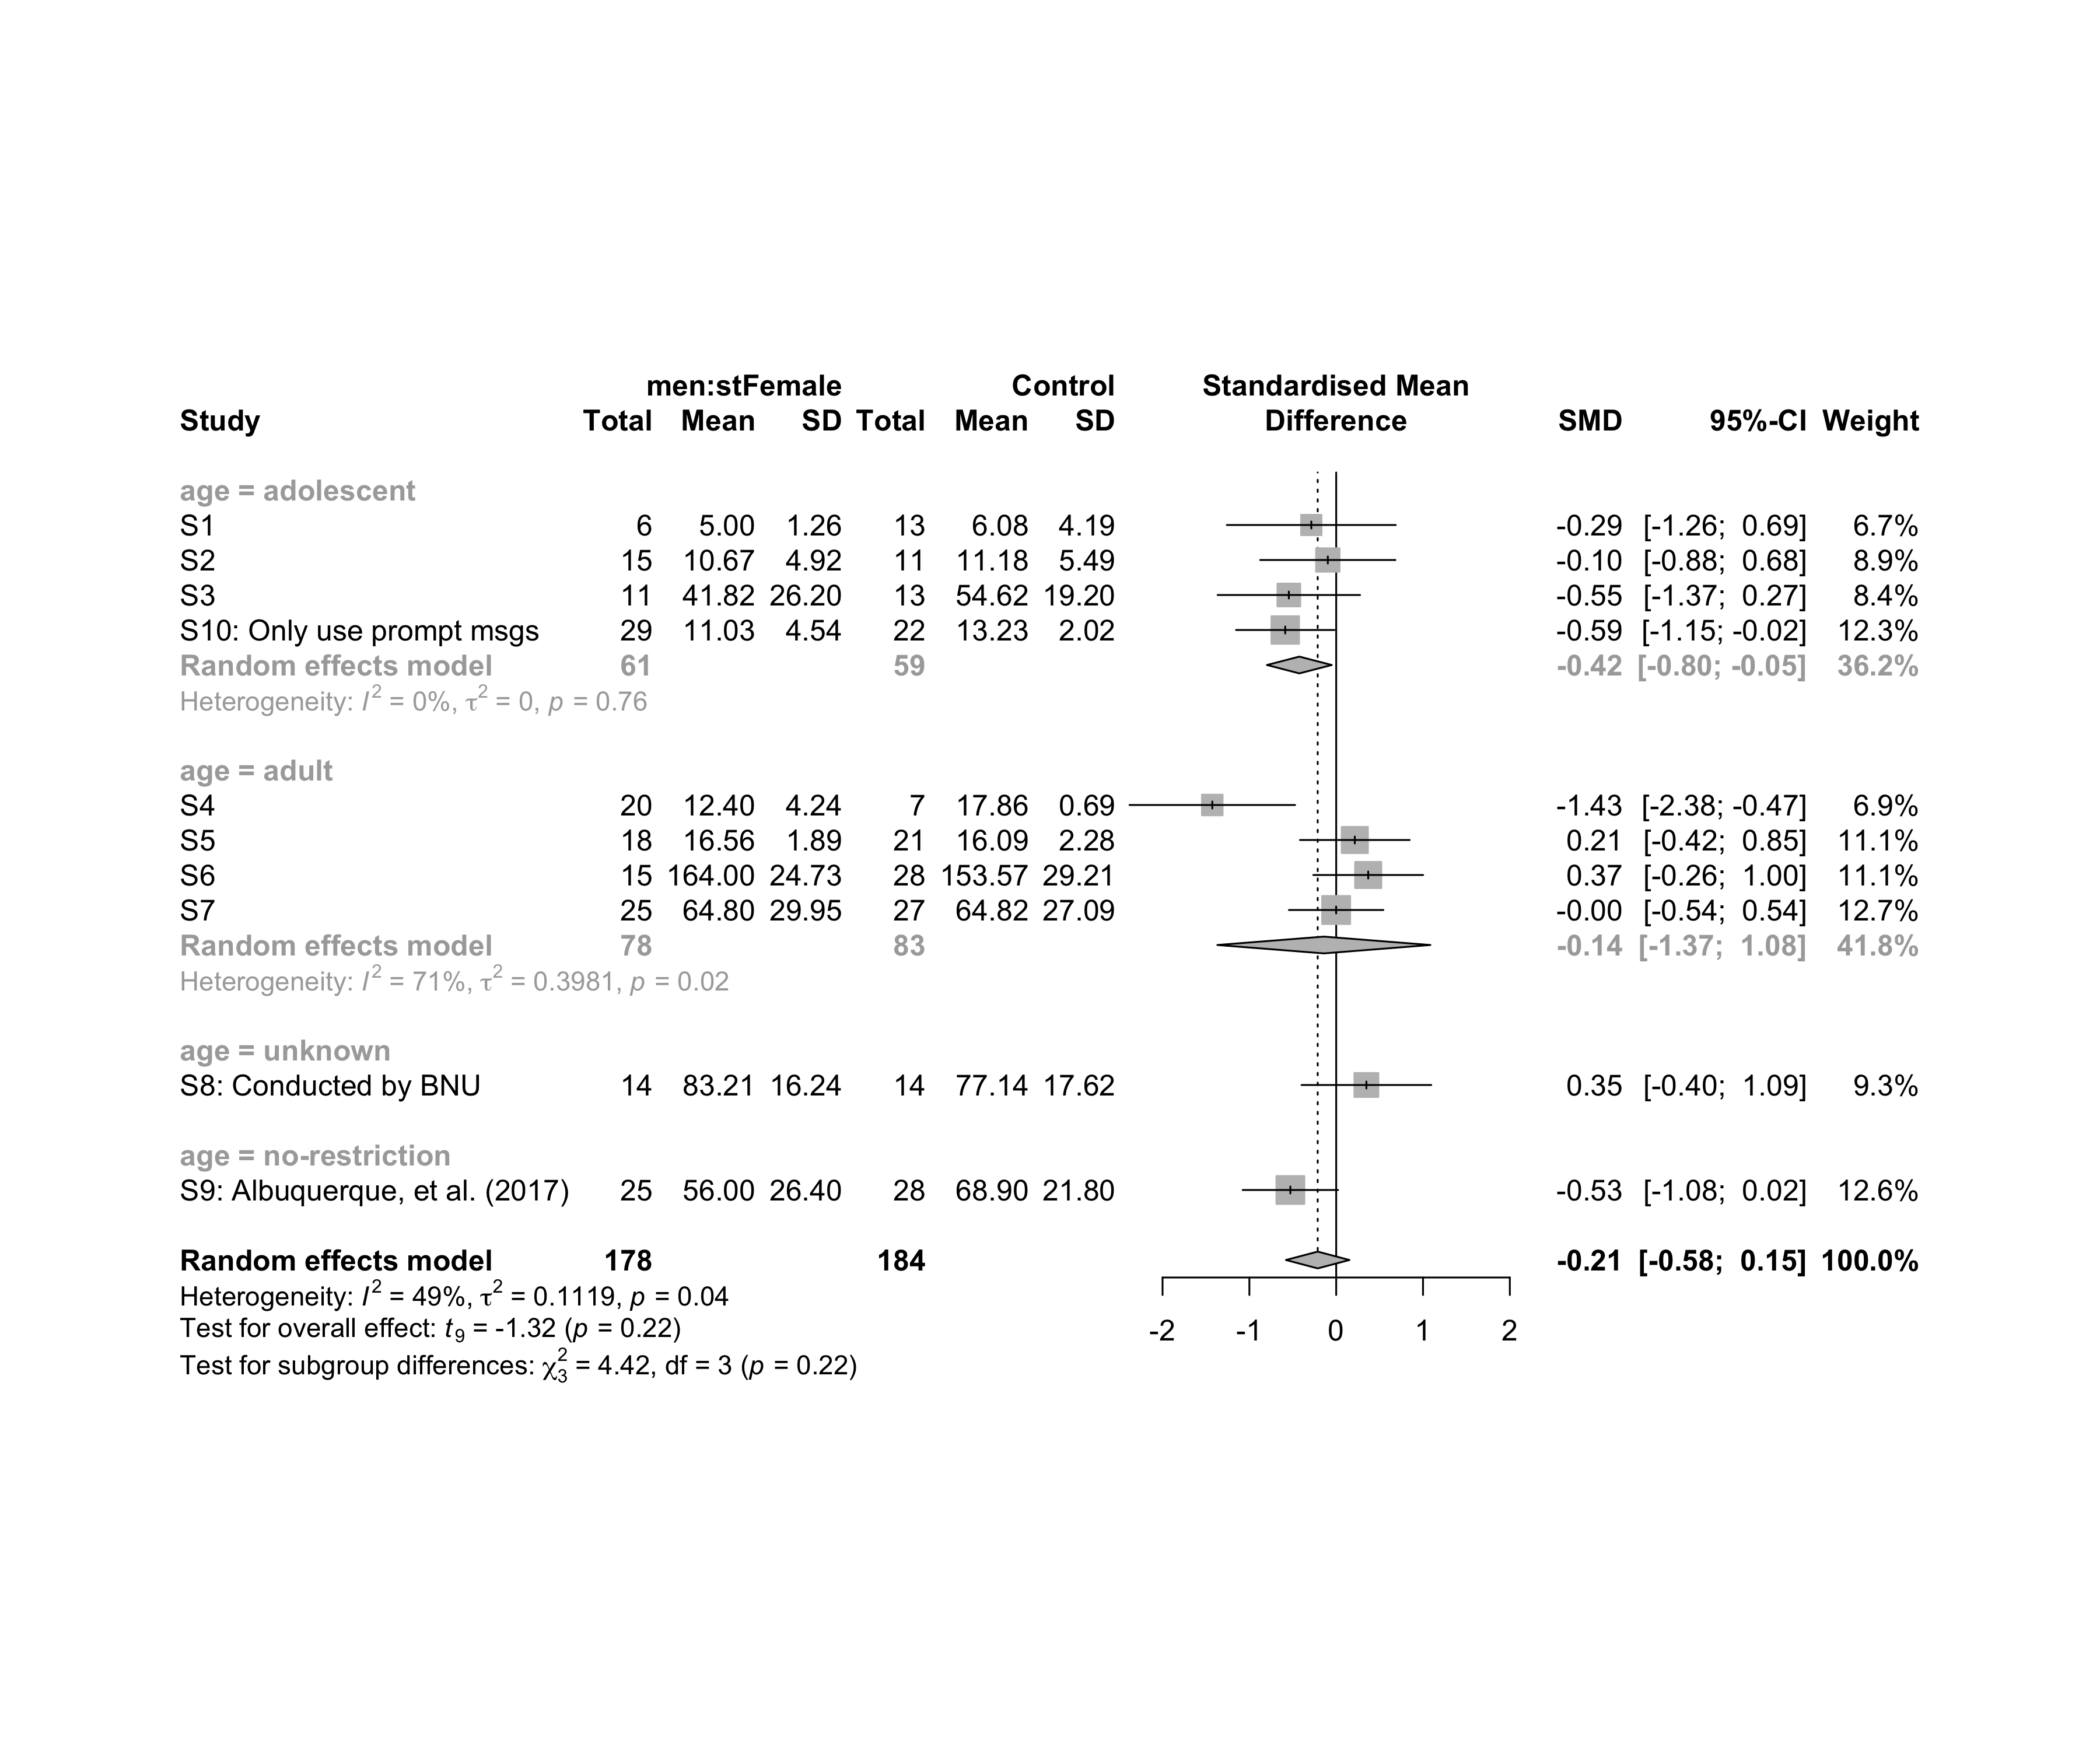 men:stFemale Control Standardised Mean
Study Total Mean SD Total Mean SD Difference SMD 95%-CI Weight
age = adolescent
S1 6 5.00 1.26 13 6.08 4.19 -0.29 [-1.26; 0.69] 6.7%
S2 15 10.67 4.92 11 11.18 5.49 -0.10 [-0.88; 0.68] 8.9%
S3 11 41.82 26.20 13 54.62 19.20 -0.55 [-1.37; 0.27] 8.4%
S10: Only use prompt msgs 29 11.03 4.54 22 13.23 2.02 -0.59 [-1.15; -0.02] 12.3%
Random effects model 61 59 -0.42 [-0.80; -0.05] 36.2%
Heterogeneity: I² = 0%, τ² = 0, p = 0.76
age = adult
S4 20 12.40 4.24 7 17.86 0.69 -1.43 [-2.38; -0.47] 6.9%
S5 18 16.56 1.89 21 16.09 2.28 0.21 [-0.42; 0.85] 11.1%
S6 15 164.00 24.73 28 153.57 29.21 0.37 [-0.26; 1.00] 11.1%
S7 25 64.80 29.95 27 64.82 27.09 -0.00 [-0.54; 0.54] 12.7%
Random effects model 78 83 -0.14 [-1.37; 1.08] 41.8%
Heterogeneity: I² = 71%, τ² = 0.3981, p = 0.02
age = unknown
S8: Conducted by BNU 14 83.21 16.24 14 77.14 17.62 0.35 [-0.40; 1.09] 9.3%
age = no-restriction
S9: Albuquerque, et al. (2017) 25 56.00 26.40 28 68.90 21.80 -0.53 [-1.08; 0.02] 12.6%
Random effects model 178 184 -0.21 [-0.58; 0.15] 100.0%
Heterogeneity: I² = 49%, τ² = 0.1119, p = 0.04
Test for overall effect: t₉ = -1.32 (p = 0.22)
-2 -1 0 1 2
Test for subgroup differences: χ²₃ = 4.42, df = 3 (p = 0.22)